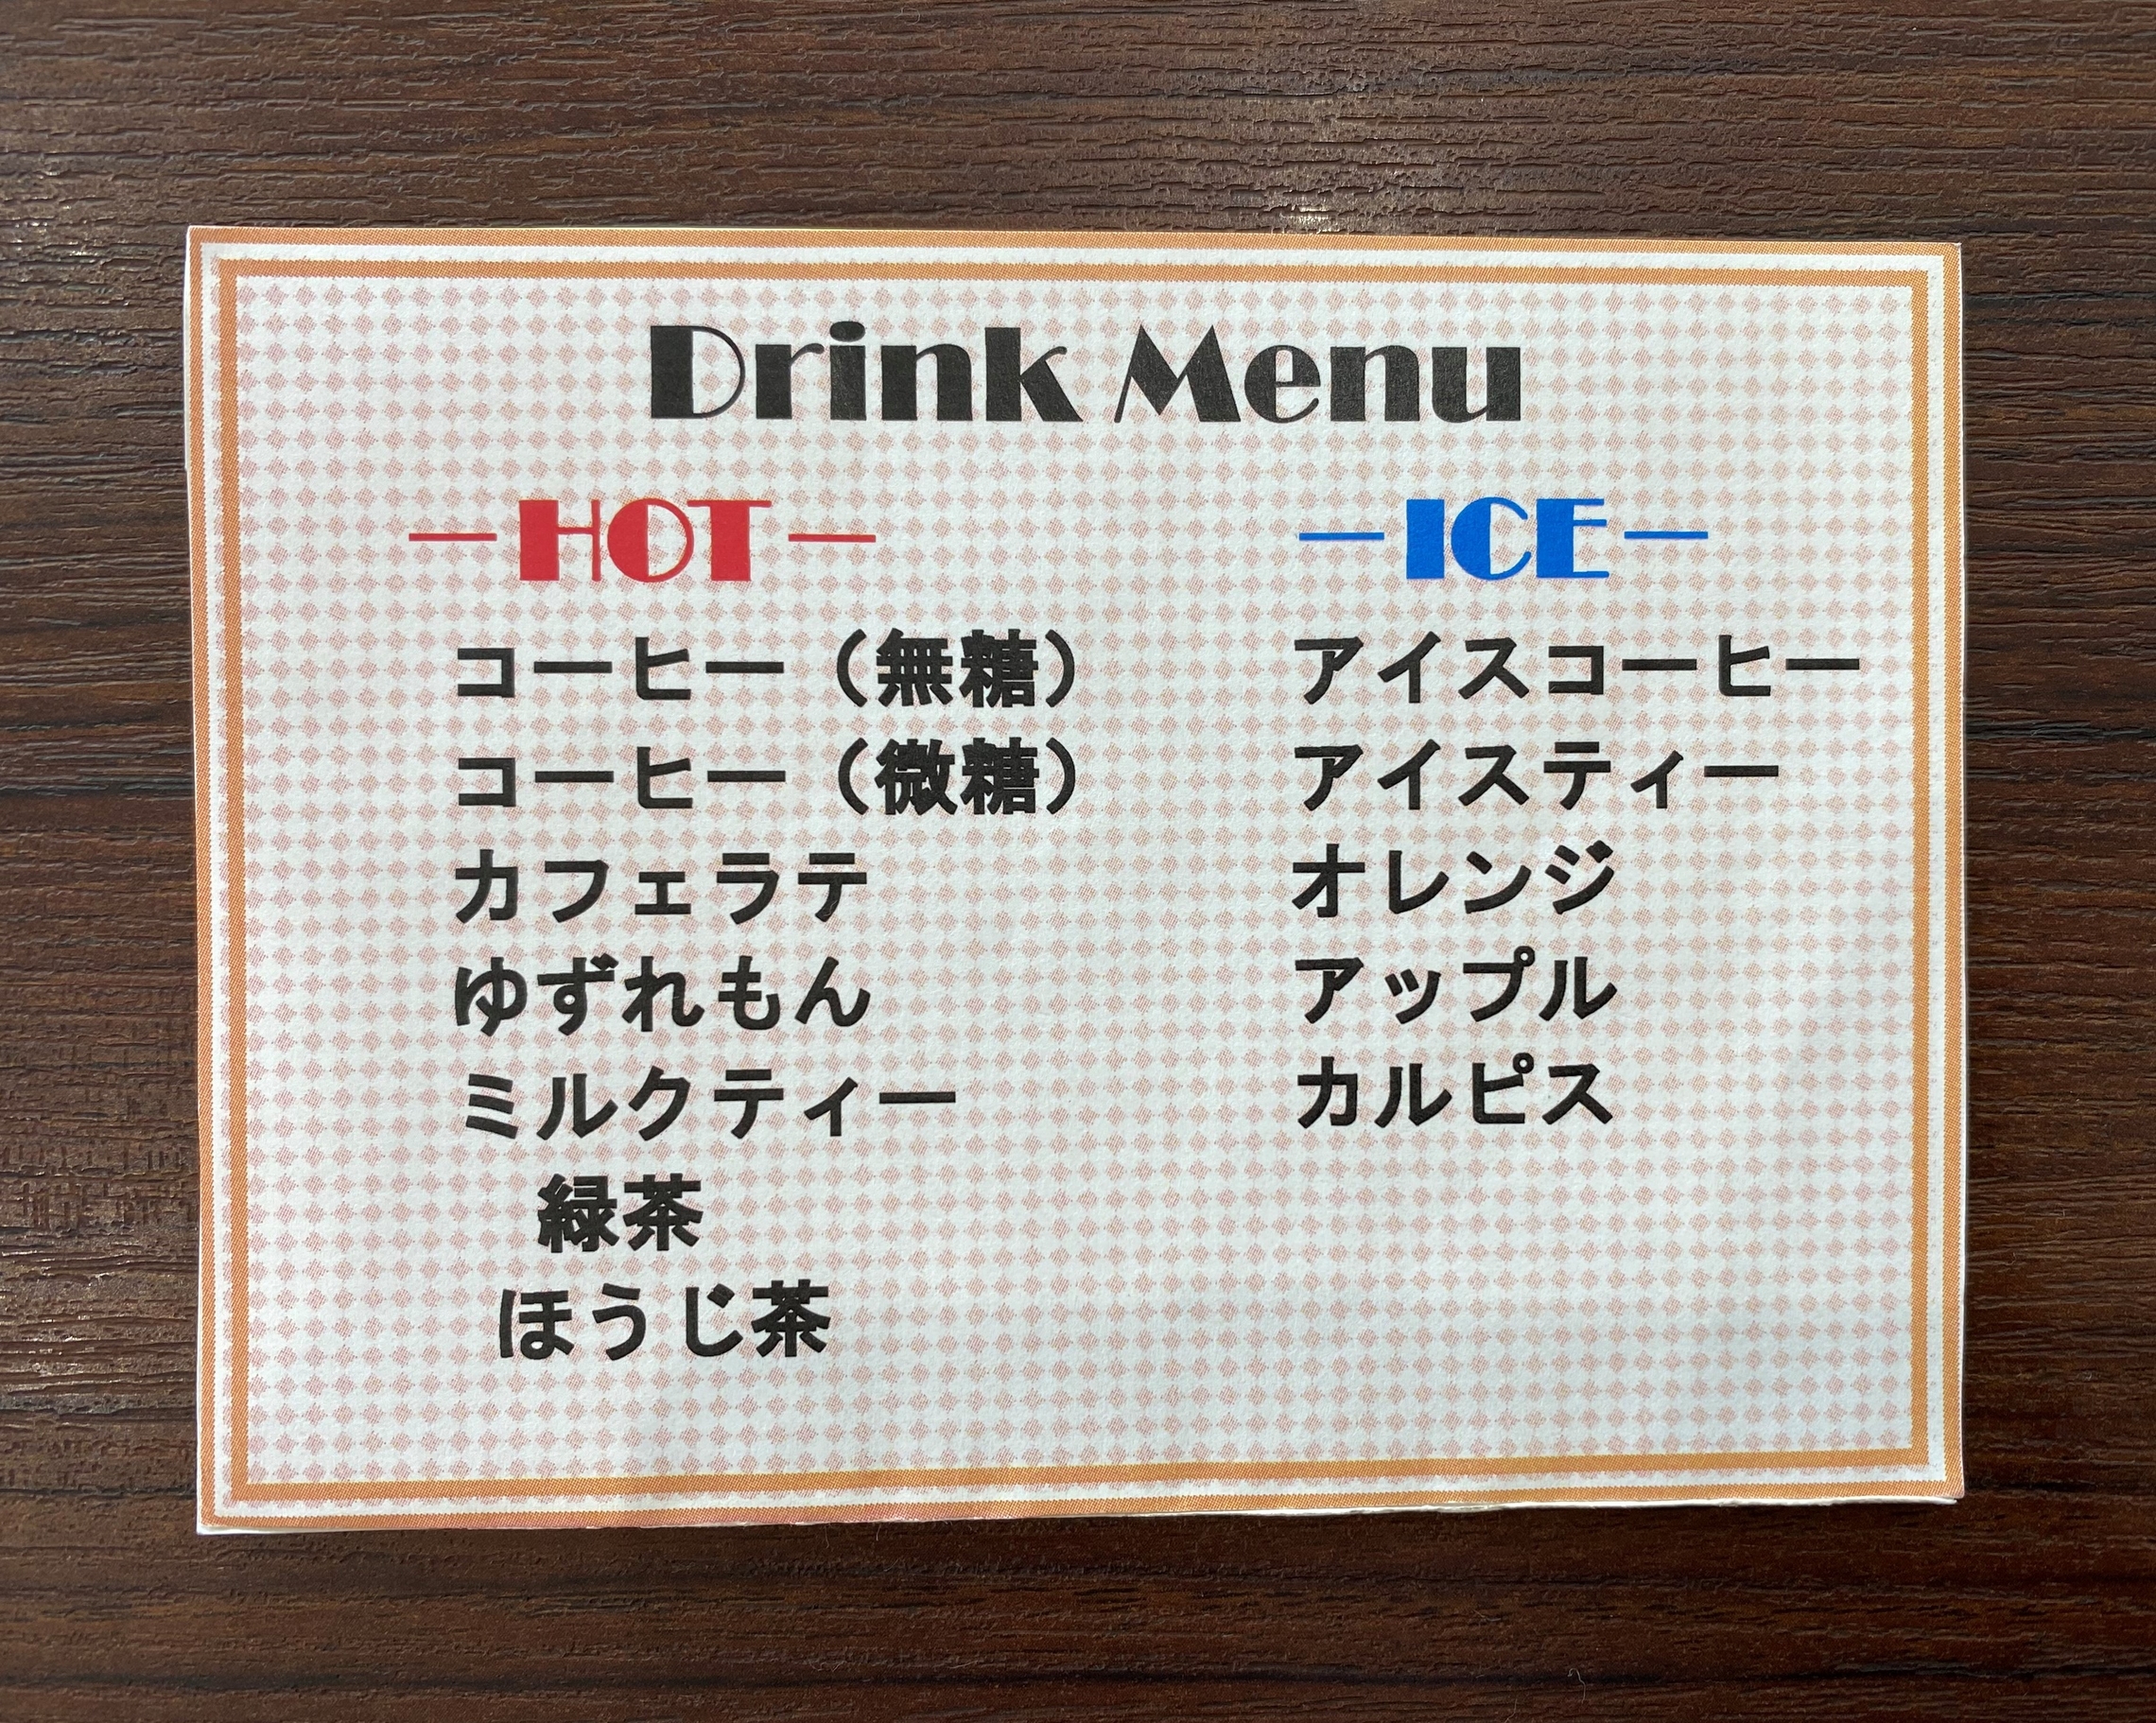 Drink Menu
－HOT－
コーヒー（無糖）
コーヒー（微糖）
カフェラテ
ゆずれもん
ミルクティー
緑茶
ほうじ茶
－ICE－
アイスコーヒー
アイスティー
オレンジ
アップル
カルピス